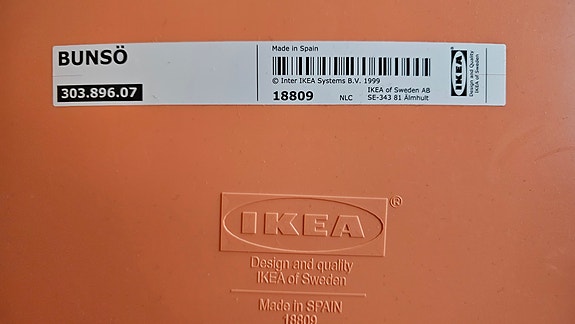 BUNSÖ
303.896.07
Made in Spain
© Inter IKEA Systems B.V. 1999
18809
NLC
IKEA of Sweden AB
SE-343 81 Älmhult
IKEA
Design and Quality
IKEA of Sweden
IKEA ®
Design and quality
IKEA of Sweden
Made in SPAIN
18809